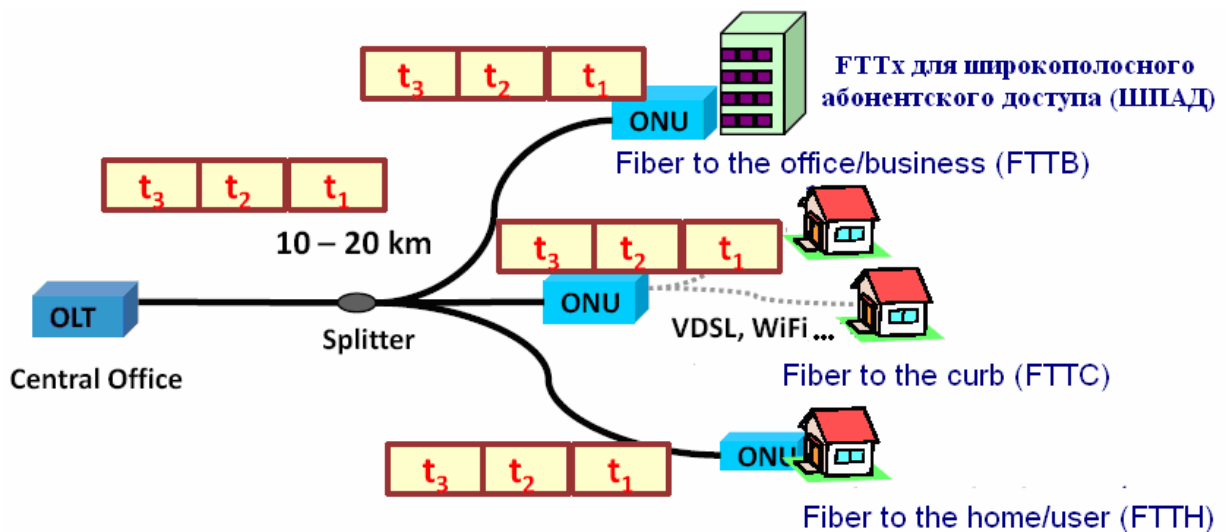 t3 t2 t1
ONU
FTTx для широкополосного
абонентского доступа (ШПАД)
Fiber to the office/business (FTTB)
t3 t2 t1
10 – 20 km
t3 t2 t1
OLT
Splitter
ONU
VDSL, WiFi ...
Central Office
Fiber to the curb (FTTC)
t3 t2 t1
ONU
Fiber to the home/user (FTTH)